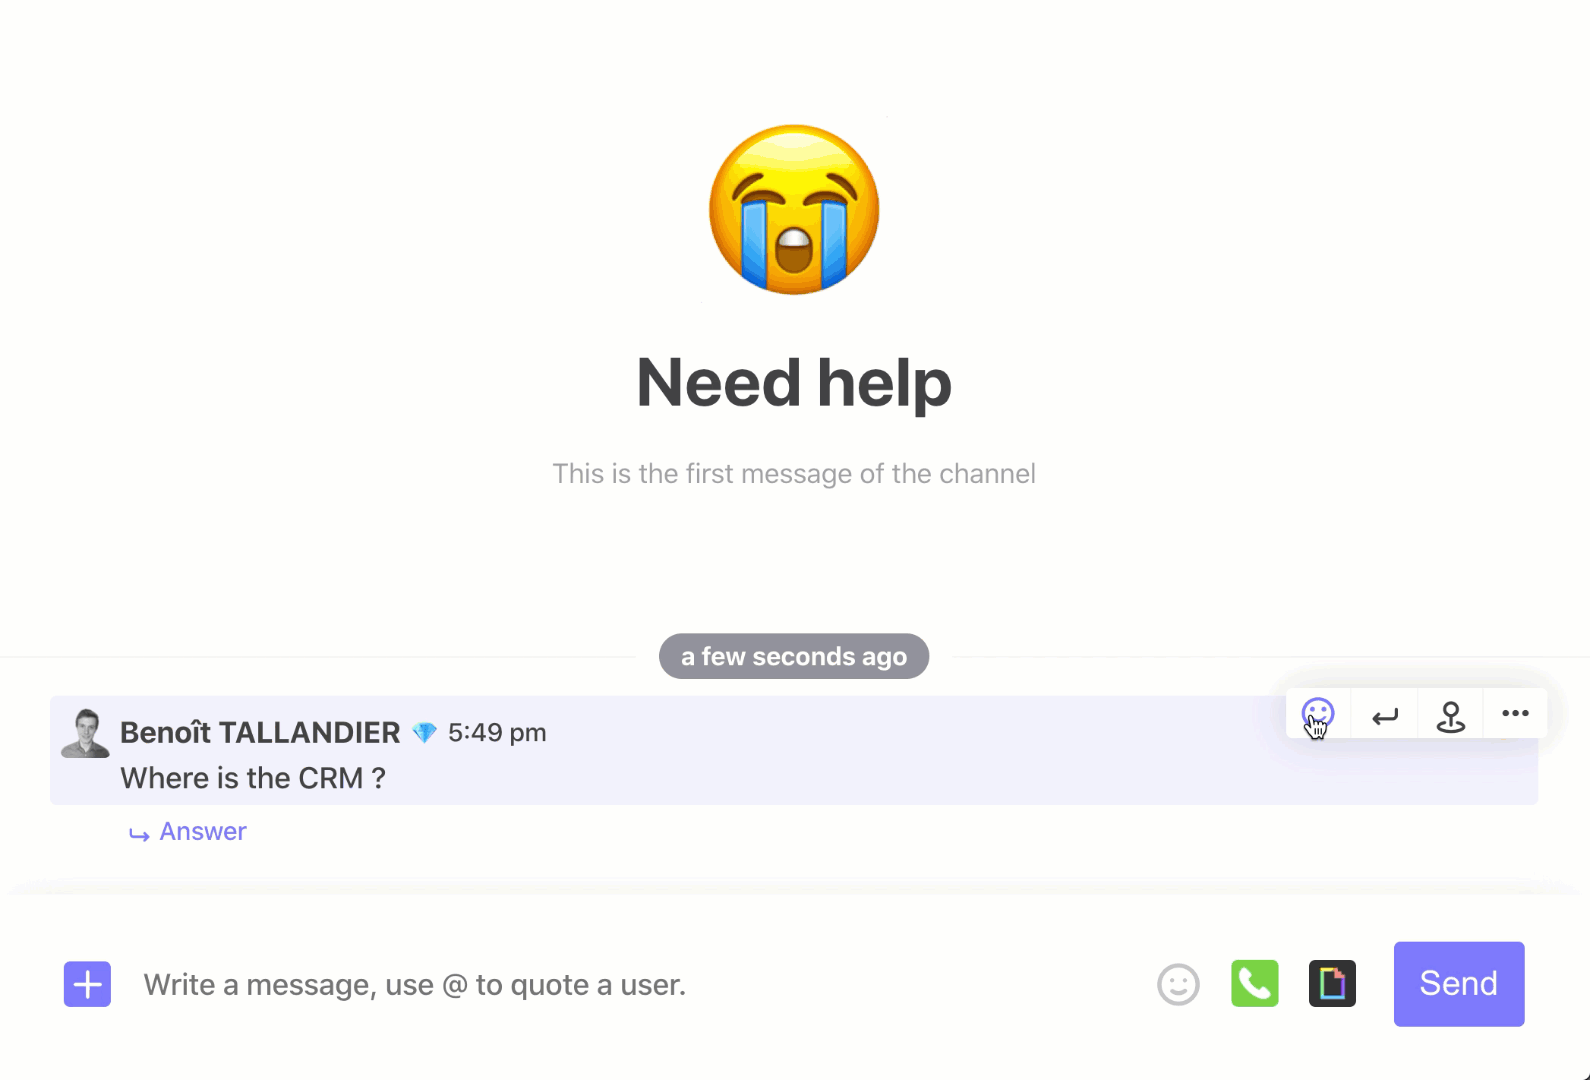 Need help
This is the first message of the channel
a few seconds ago
Benoît TALLANDIER 💎 5:49 pm
Where is the CRM ?
Answer
Write a message, use @ to quote a user.
Send